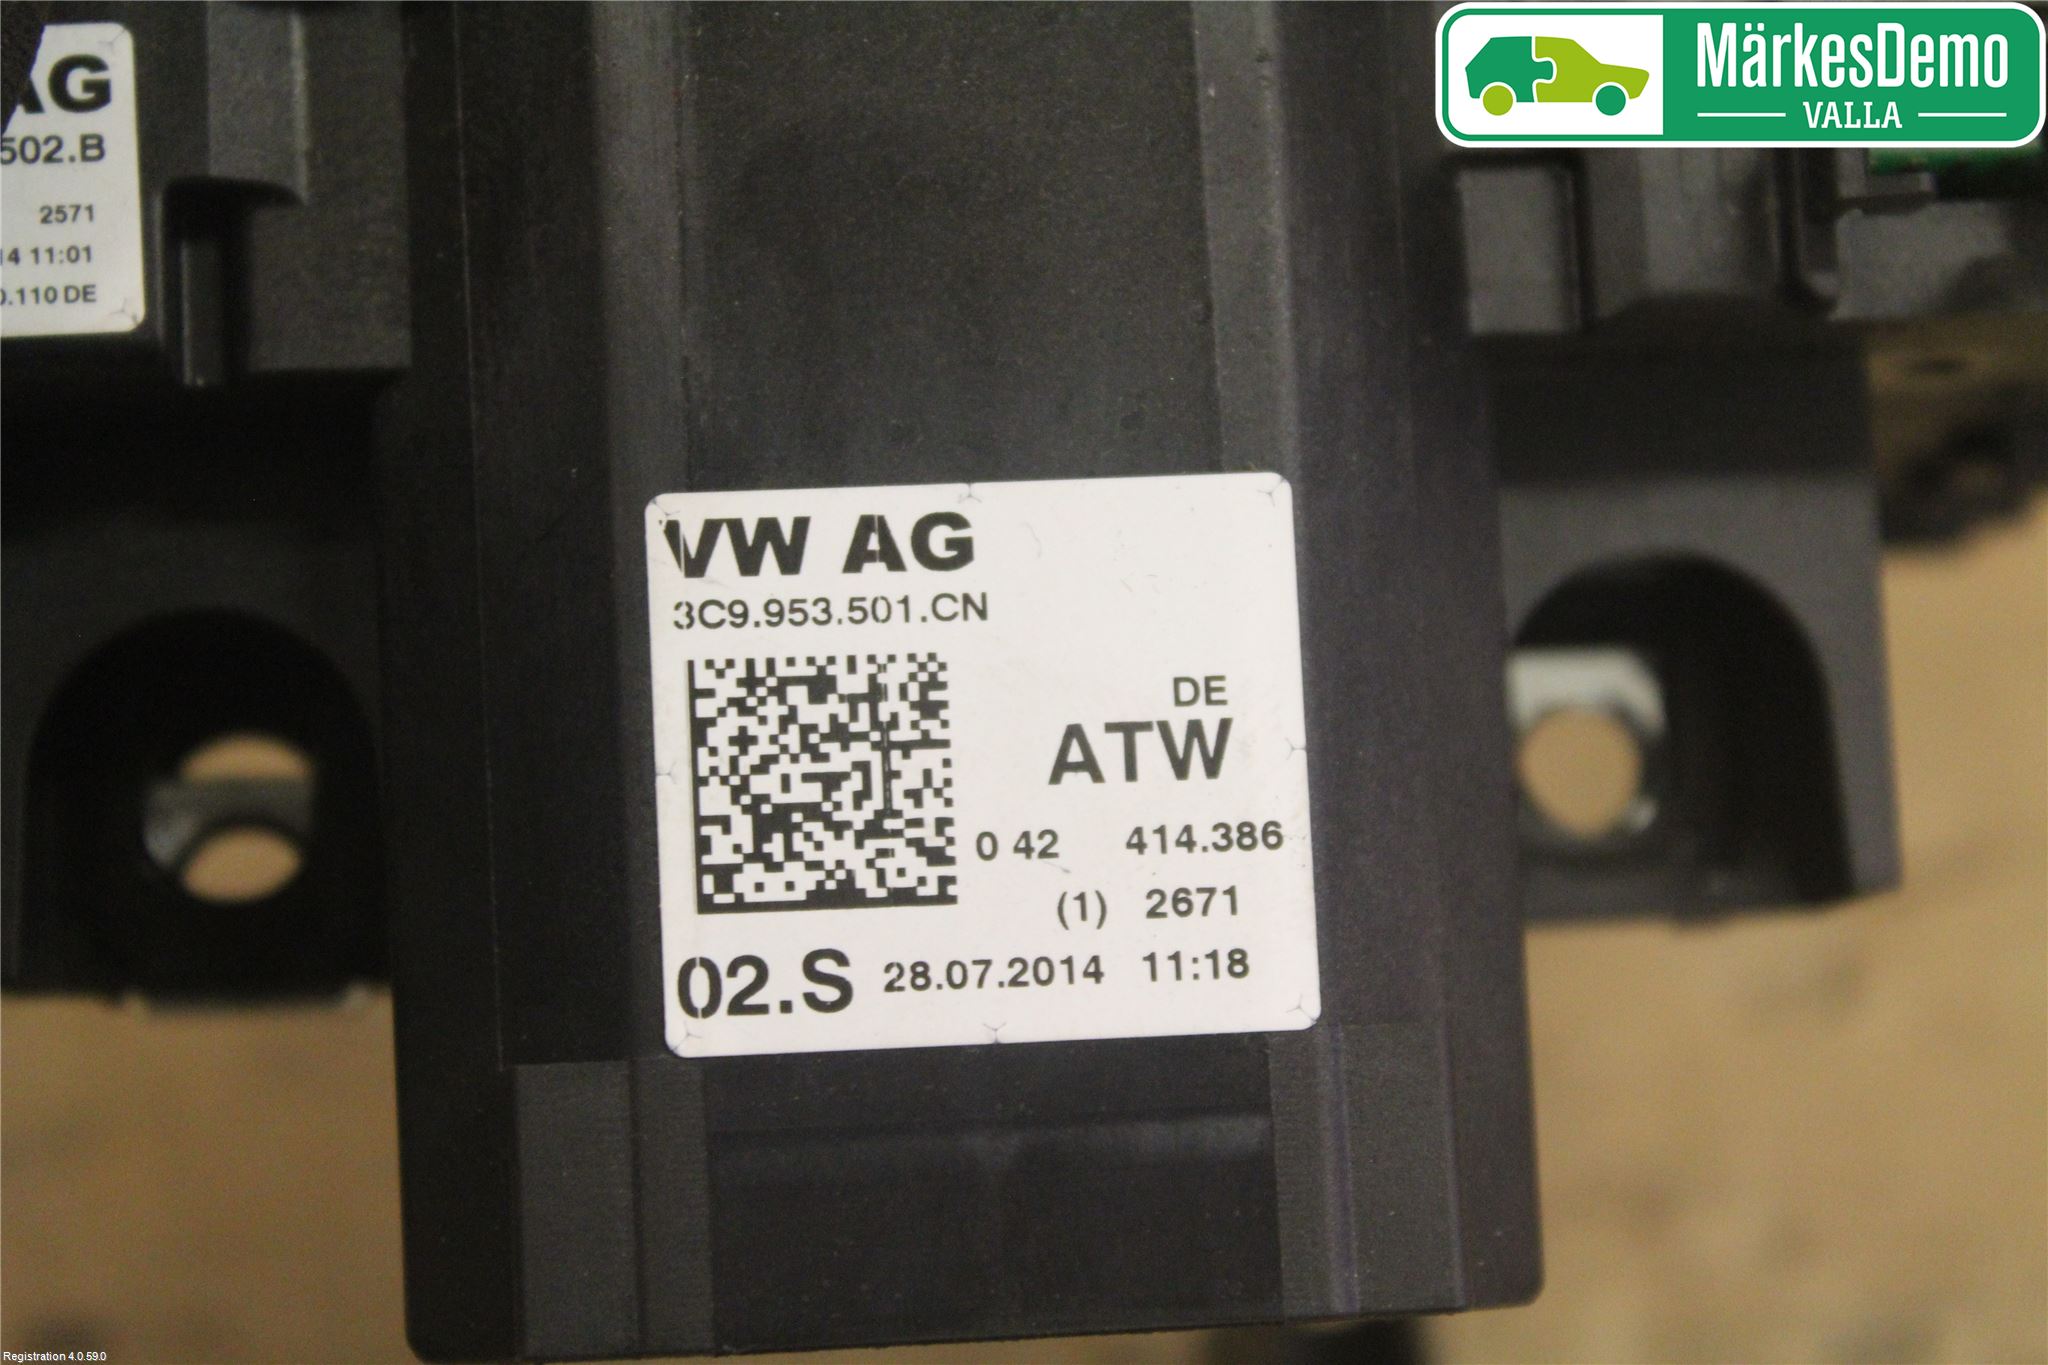 MärkesDemo
VALLA
AG
502.B
2571
14 11:01
0.110 DE
VW AG
3C9.953.501.CN
DE
ATW
0 42 414.386
(1) 2671
02.S 28.07.2014 11:18
Registration 4.0.59.0